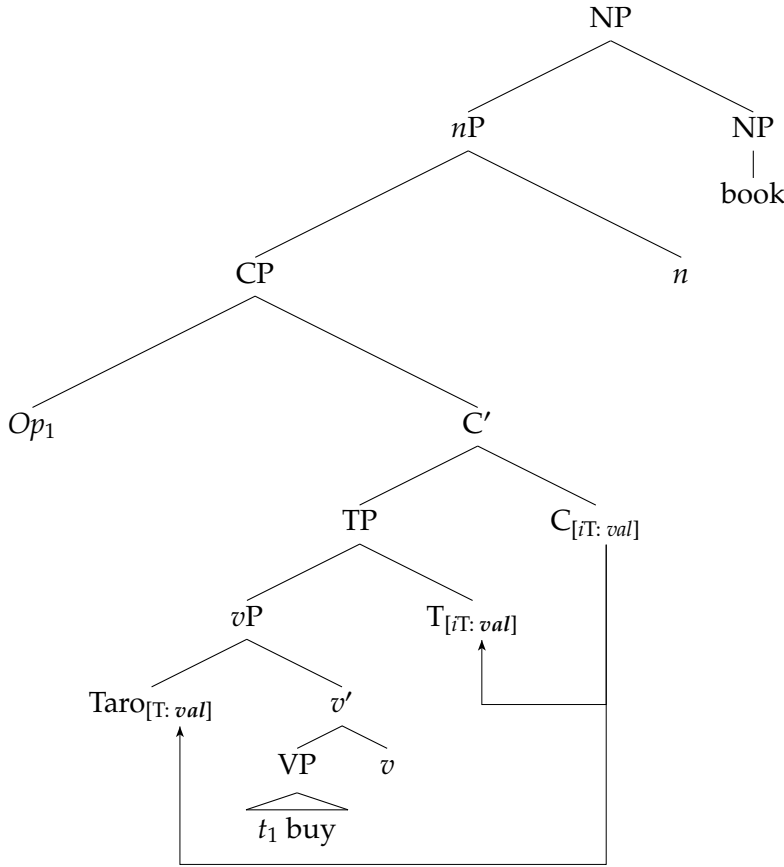 NP
nP NP
book
CP n
Op₁ C′
TP C[iT: val]
vP T[iT: val]
Taro[T: val] v′
VP v
t₁ buy